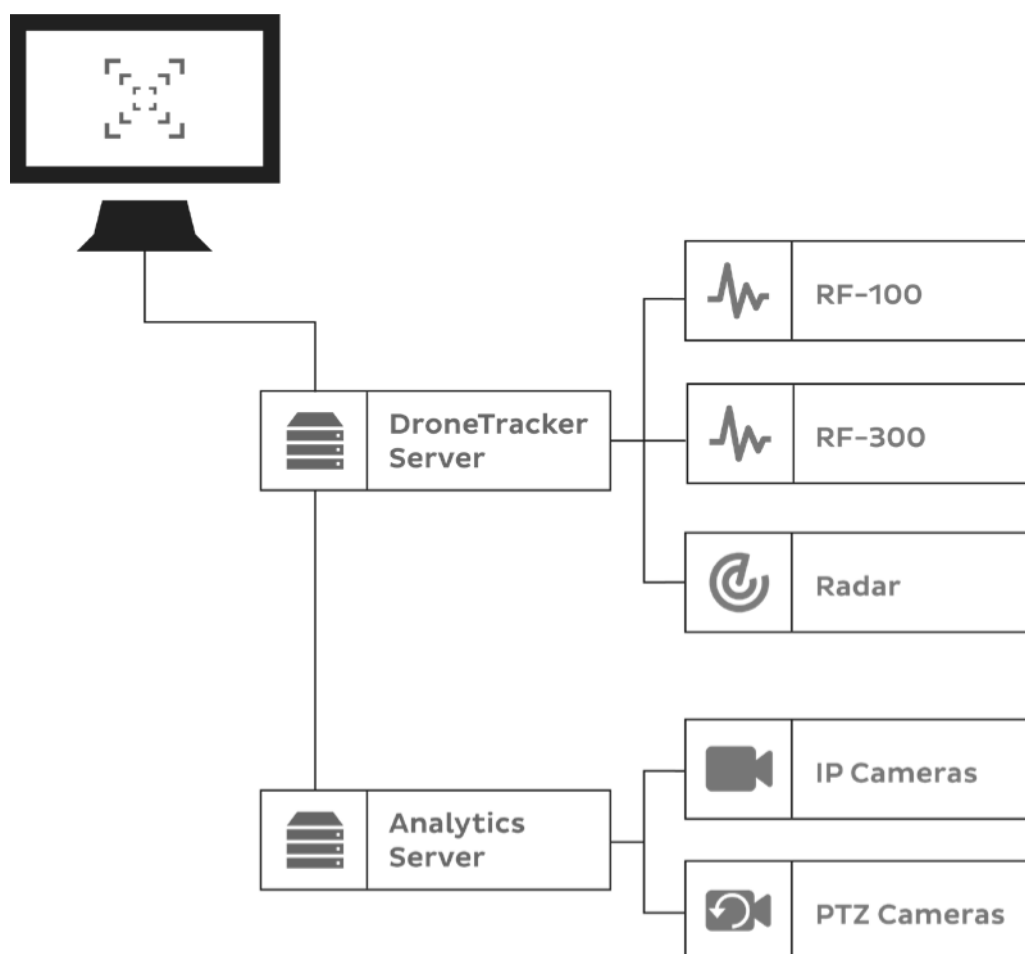 RF-100
DroneTracker
Server
RF-300
Radar
IP Cameras
Analytics
Server
PTZ Cameras